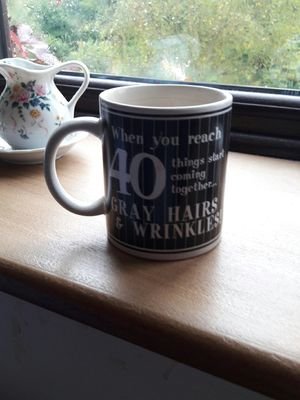 When you reach
40 things start
coming
together...
GRAY HAIRS
& WRINKLES!